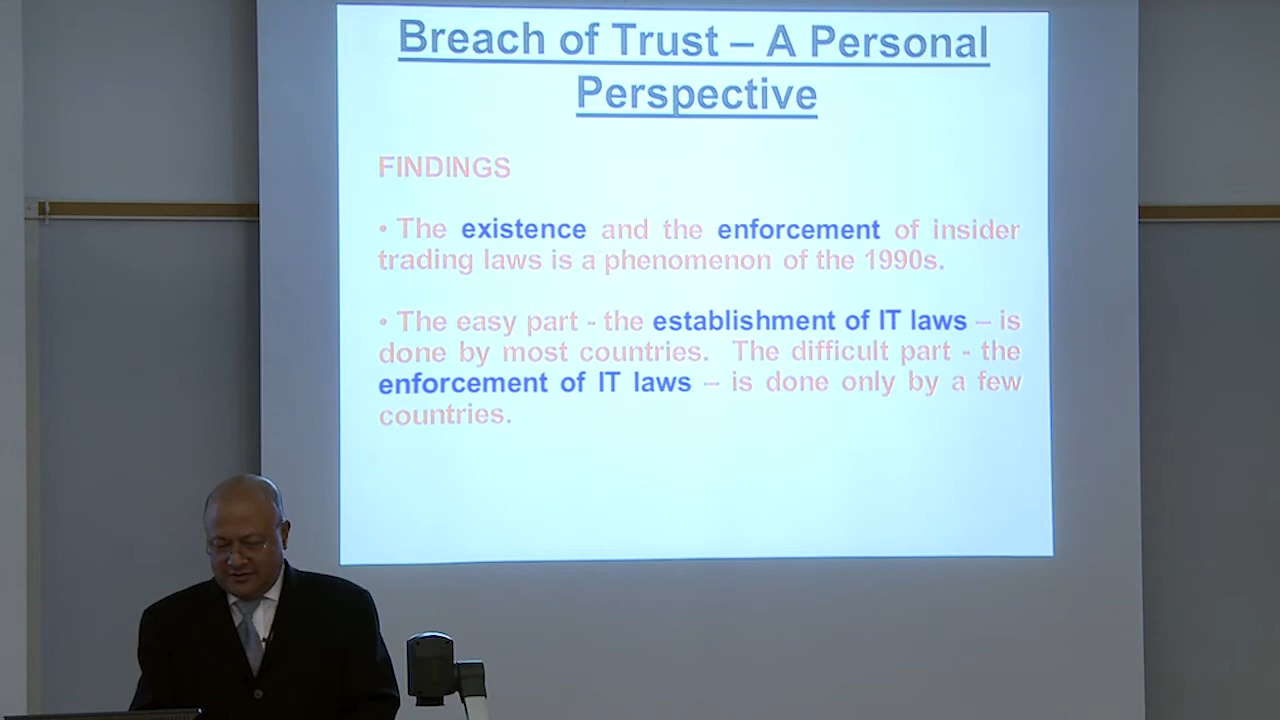 Breach of Trust – A Personal
Perspective
FINDINGS
• The existence and the enforcement of insider
trading laws is a phenomenon of the 1990s.
• The easy part - the establishment of IT laws – is
done by most countries. The difficult part - the
enforcement of IT laws – is done only by a few
countries.